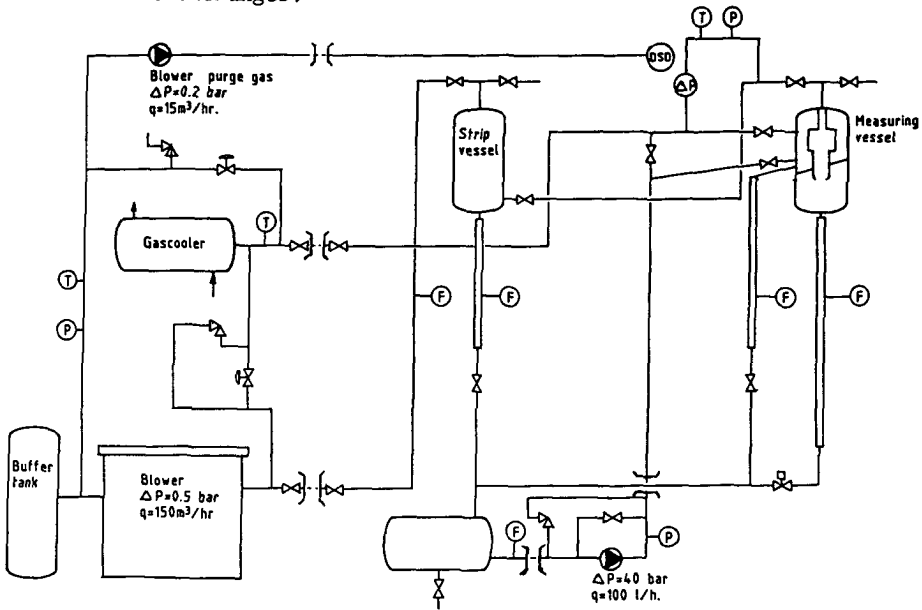 T
P
Blower purge gas
ΔP=0.2 bar
q=15m³/hr.
DSD
ΔP
Strip
vessel
Measuring
vessel
Gascooler
T
T
P
F
F
F
F
Buffer
tank
Blower
ΔP=0.5 bar
q=150m³/hr
F
P
ΔP=40 bar
q=100 l/h.